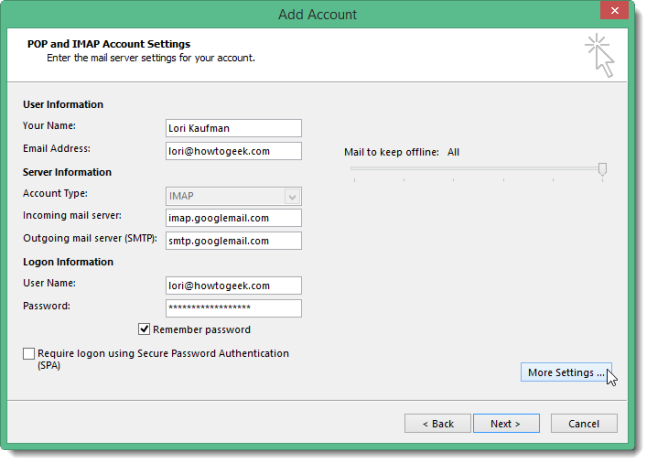 Add Account
POP and IMAP Account Settings
Enter the mail server settings for your account.
User Information
Your Name:
Lori Kaufman
Email Address:
lori@howtogeek.com
Mail to keep offline: All
Server Information
Account Type:
IMAP
Incoming mail server:
imap.googlemail.com
Outgoing mail server (SMTP):
smtp.googlemail.com
Logon Information
User Name:
lori@howtogeek.com
Password:
******************
Remember password
Require logon using Secure Password Authentication
(SPA)
More Settings ...
< Back
Next >
Cancel